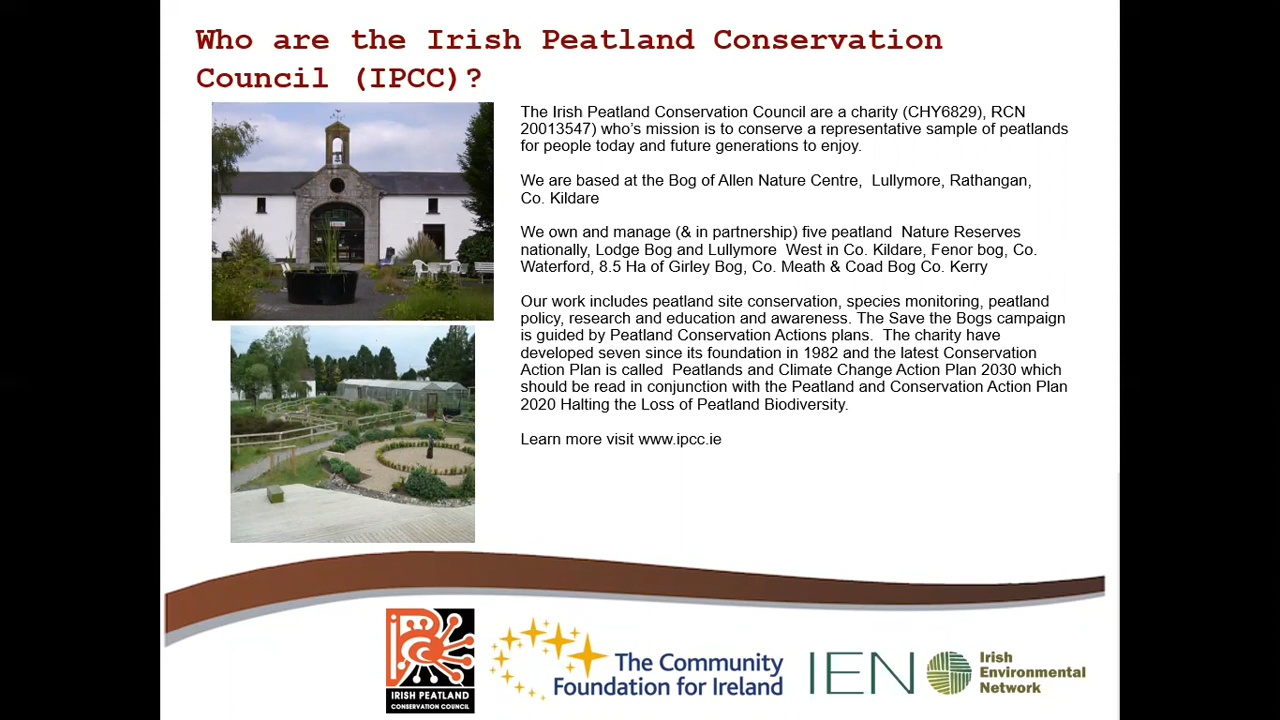 Who are the Irish Peatland Conservation
Council (IPCC)?
The Irish Peatland Conservation Council are a charity (CHY6829), RCN
20013547) who's mission is to conserve a representative sample of peatlands
for people today and future generations to enjoy.
We are based at the Bog of Allen Nature Centre, Lullymore, Rathangan,
Co. Kildare
We own and manage (& in partnership) five peatland Nature Reserves
nationally, Lodge Bog and Lullymore West in Co. Kildare, Fenor bog, Co.
Waterford, 8.5 Ha of Girley Bog, Co. Meath & Coad Bog Co. Kerry
Our work includes peatland site conservation, species monitoring, peatland
policy, research and education and awareness. The Save the Bogs campaign
is guided by Peatland Conservation Actions plans. The charity have
developed seven since its foundation in 1982 and the latest Conservation
Action Plan is called Peatlands and Climate Change Action Plan 2030 which
should be read in conjunction with the Peatland and Conservation Action Plan
2020 Halting the Loss of Peatland Biodiversity.
Learn more visit www.ipcc.ie
IPCC
IRISH PEATLAND
CONSERVATION COUNCIL
The Community
Foundation for Ireland
IEN
Irish
Environmental
Network